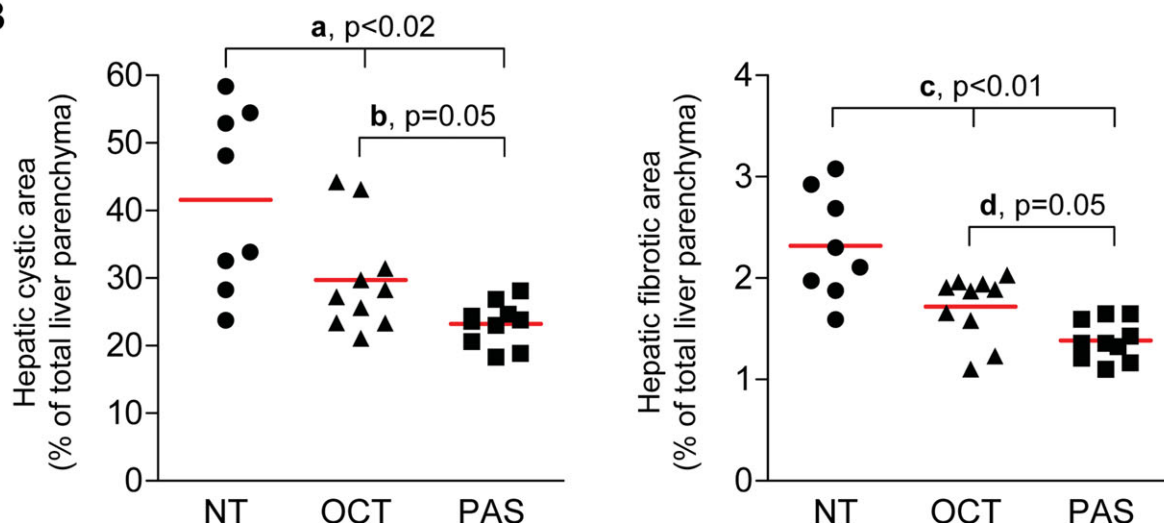 B
a, p<0.02
b, p=0.05
Hepatic cystic area
(% of total liver parenchyma)
60
50
40
30
20
10
0
NT OCT PAS
c, p<0.01
d, p=0.05
Hepatic fibrotic area
(% of total liver parenchyma)
4
3
2
1
0
NT OCT PAS